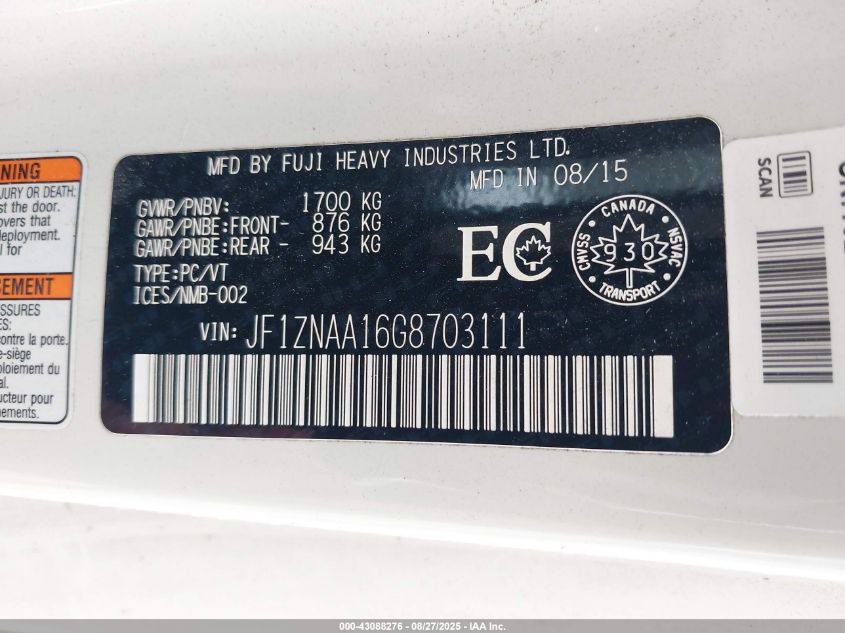 NING
JURY OR DEATH:
st the door.
overs that
deployment.
l for
CEMENT
SSURES
S:
contre la porte.
e-siège
ploiement du
al.
ucteur pour
ements.
MFD BY FUJI HEAVY INDUSTRIES LTD.
MFD IN 08/15
GVWR/PNBV: 1700 KG
GAWR/PNBE:FRONT- 876 KG
GAWR/PNBE:REAR - 943 KG
TYPE:PC/VT
ICES/NMB-002
EC
CANADA
CMVSS 930 NSVAC
TRANSPORT
VIN: JF1ZNAA16G8703111
SCAN
000-43088276 - 08/27/2025 - IAA Inc.